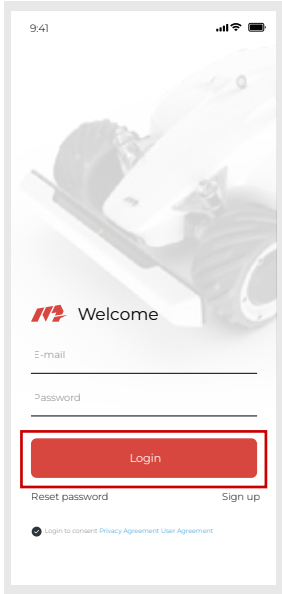 9:41
Welcome
E-mail
Password
Login
Reset password Sign up
Login to consent Privacy Agreement User Agreement